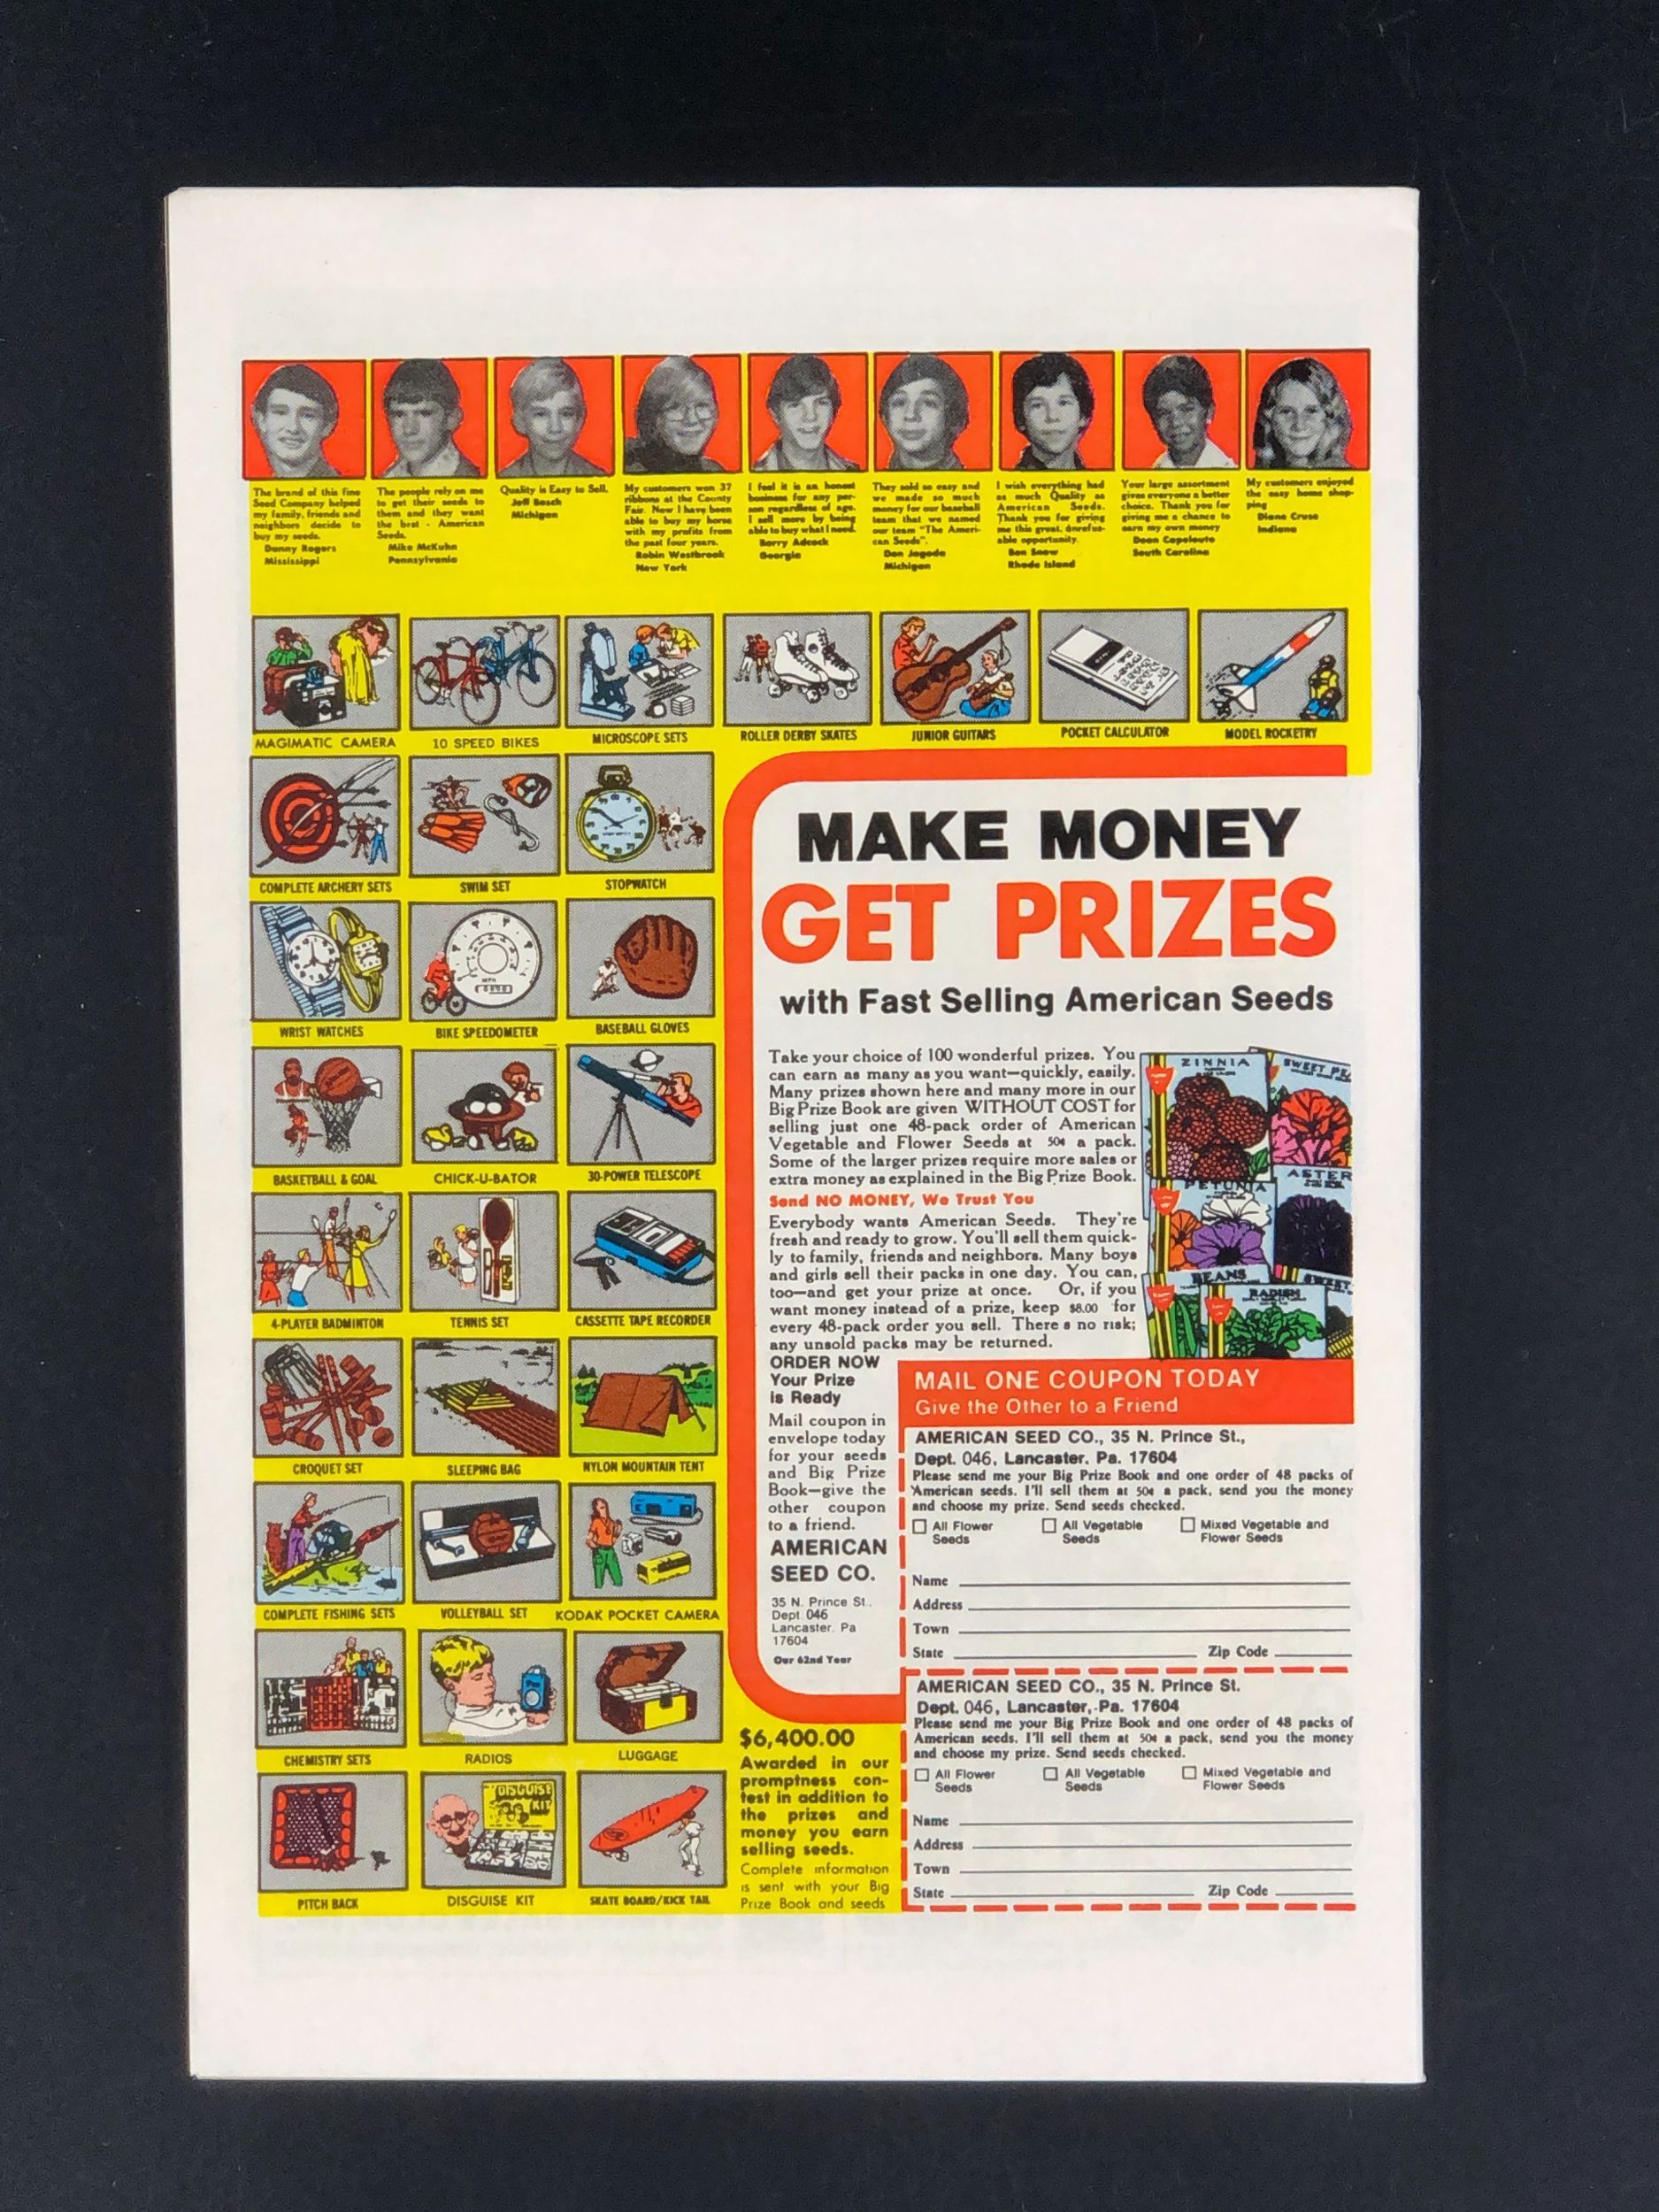 The brand of this fine
Seed Company helped
my family, friends and
neighbors decide to
buy my seeds.
Danny Rogers
Mississippi
The people rely on me
to get their seeds to
them and they want
the best - American
Seeds.
Mike McKuhn
Pennsylvania
Quality is Easy to Sell.
Jeff Bosch
Michigan
My customers won 37
ribbons at the County
Fair. Now I have been
able to buy my horse
with my profits from
the past four years.
Robin Westbrook
New York
I feel it is an honest
business for any per-
son regardless of age.
I sell more by being
able to buy what I need.
Barry Adcock
Georgia
They sold so easy and
we made so much
money for our baseball
team that we named
our team "The Ameri-
can Seeds".
Don Jagoda
Michigan
I wish everything had
as much Quality as
American Seeds.
Thank you for giving
me this great, unrefus-
able opportunity.
Ben Snow
Rhode Island
Your large assortment
gives everyone a better
choice. Thank you for
giving me a chance to
earn my own money
Dean Capelouto
South Carolina
My customers enjoyed
the easy home shop-
ping
Diane Cruse
Indiana
MAGIMATIC CAMERA
10 SPEED BIKES
MICROSCOPE SETS
ROLLER DERBY SKATES
JUNIOR GUITARS
POCKET CALCULATOR
MODEL ROCKETRY
COMPLETE ARCHERY SETS
SWIM SET
STOPWATCH
WRIST WATCHES
MPH
BIKE SPEEDOMETER
BASEBALL GLOVES
BASKETBALL & GOAL
CHICK-U-BATOR
30-POWER TELESCOPE
4-PLAYER BADMINTON
TENNIS SET
CASSETTE TAPE RECORDER
CROQUET SET
SLEEPING BAG
NYLON MOUNTAIN TENT
COMPLETE FISHING SETS
VOLLEYBALL SET
KODAK POCKET CAMERA
CHEMISTRY SETS
RADIOS
LUGGAGE
PITCH BACK
DISGUISE
KIT
DISGUISE KIT
SKATE BOARD/KICK TAIL
MAKE MONEY
GET PRIZES
with Fast Selling American Seeds
Take your choice of 100 wonderful prizes. You
can earn as many as you want—quickly, easily.
Many prizes shown here and many more in our
Big Prize Book are given WITHOUT COST for
selling just one 48-pack order of American
Vegetable and Flower Seeds at 50¢ a pack.
Some of the larger prizes require more sales or
extra money as explained in the Big Prize Book.
Send NO MONEY, We Trust You
Everybody wants American Seeds. They're
fresh and ready to grow. You'll sell them quick-
ly to family, friends and neighbors. Many boys
and girls sell their packs in one day. You can,
too—and get your prize at once. Or, if you
want money instead of a prize, keep $8.00 for
every 48-pack order you sell. There s no risk;
any unsold packs may be returned.
ZINNIA
SWEET PE
PETUNIA
ASTER
BEANS
RADISH
SWEET
ORDER NOW
Your Prize
is Ready
Mail coupon in
envelope today
for your seeds
and Big Prize
Book—give the
other coupon
to a friend.
AMERICAN
SEED CO.
35 N. Prince St.,
Dept 046
Lancaster, Pa
17604
Our 62nd Year
$6,400.00
Awarded in our
promptness con-
test in addition to
the prizes and
money you earn
selling seeds.
Complete information
is sent with your Big
Prize Book and seeds
MAIL ONE COUPON TODAY
Give the Other to a Friend
AMERICAN SEED CO., 35 N. Prince St.,
Dept. 046, Lancaster, Pa. 17604
Please send me your Big Prize Book and one order of 48 packs of
American seeds. I'll sell them at 50¢ a pack, send you the money
and choose my prize. Send seeds checked.
All Flower Seeds
All Vegetable Seeds
Mixed Vegetable and Flower Seeds
Name
Address
Town
State Zip Code
AMERICAN SEED CO., 35 N. Prince St.
Dept. 046, Lancaster, Pa. 17604
Please send me your Big Prize Book and one order of 48 packs of
American seeds. I'll sell them at 50¢ a pack, send you the money
and choose my prize. Send seeds checked.
All Flower Seeds
All Vegetable Seeds
Mixed Vegetable and Flower Seeds
Name
Address
Town
State Zip Code